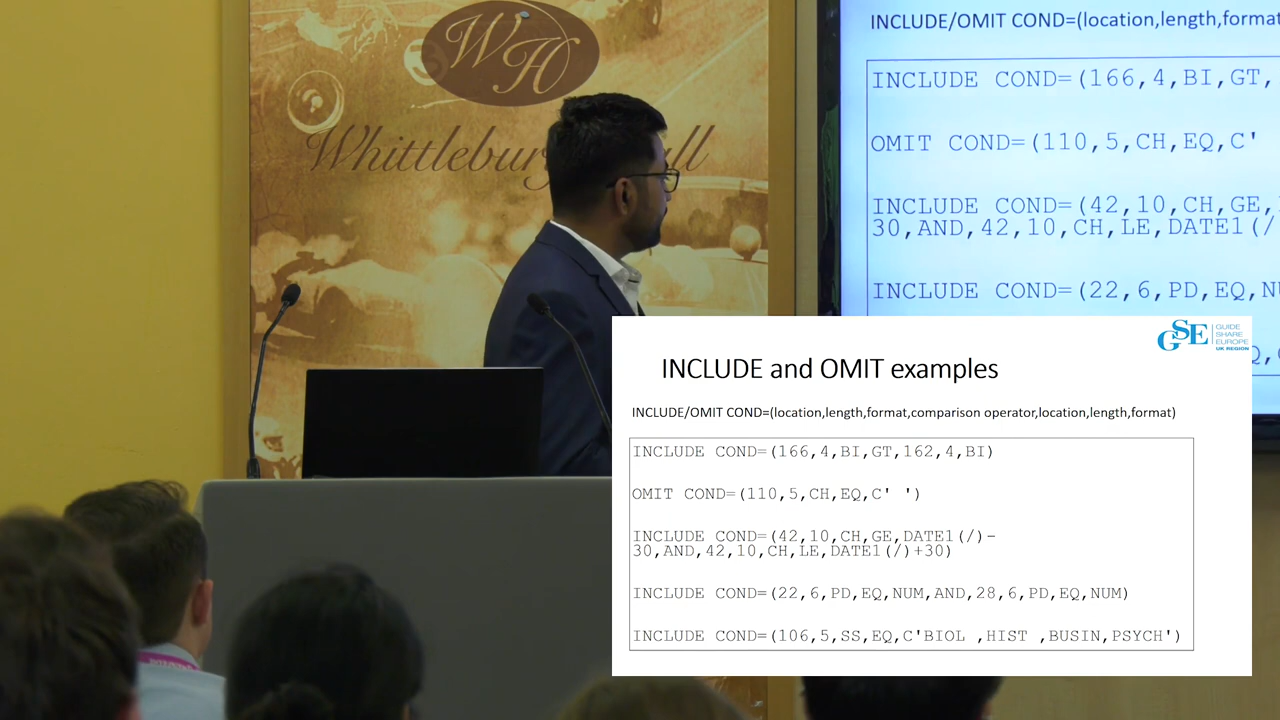 WH
Whittlebur
all
INCLUDE/OMIT COND=(location,length,format
INCLUDE COND=(166,4,BI,GT,
OMIT COND=(110,5,CH,EQ,C'
INCLUDE COND=(42,10,CH,GE,
30,AND,42,10,CH,LE,DATE1(/
INCLUDE COND=(22,6,PD,EQ,NU
GSE
GUIDE
SHARE
EUROPE
UK REGION
INCLUDE and OMIT examples
INCLUDE/OMIT COND=(location,length,format,comparison operator,location,length,format)
INCLUDE COND=(166,4,BI,GT,162,4,BI)
OMIT COND=(110,5,CH,EQ,C' ')
INCLUDE COND=(42,10,CH,GE,DATE1(/)-
30,AND,42,10,CH,LE,DATE1(/)+30)
INCLUDE COND=(22,6,PD,EQ,NUM,AND,28,6,PD,EQ,NUM)
INCLUDE COND=(106,5,SS,EQ,C'BIOL ,HIST ,BUSIN,PSYCH')